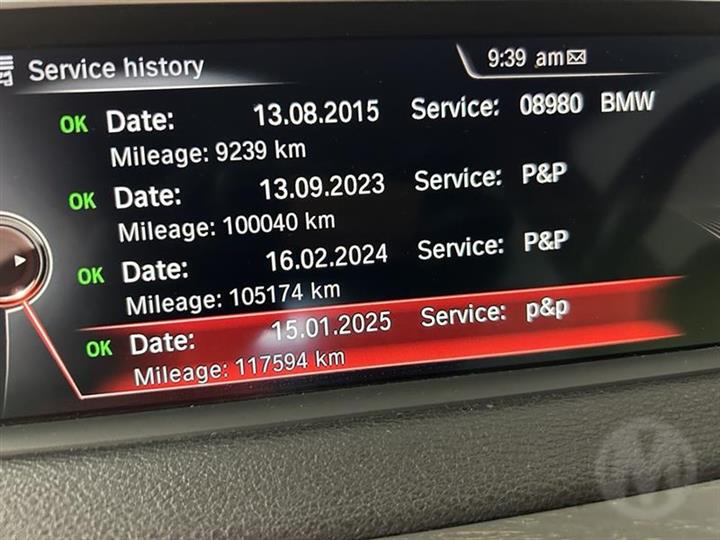 Service history
9:39 am
OK Date: 13.08.2015 Service: 08980 BMW
Mileage: 9239 km
OK Date: 13.09.2023 Service: P&P
Mileage: 100040 km
OK Date: 16.02.2024 Service: P&P
Mileage: 105174 km
OK Date: 15.01.2025 Service: p&p
Mileage: 117594 km
M